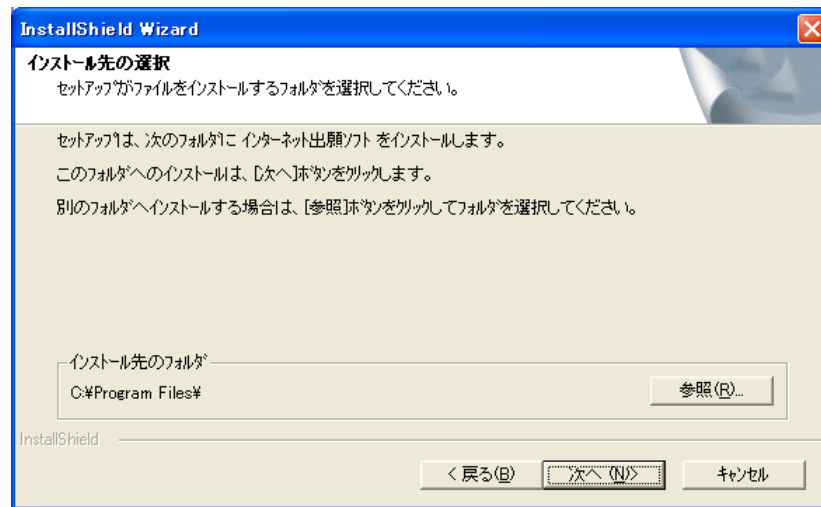 InstallShield Wizard
インストール先の選択
セットアップがファイルをインストールするフォルダを選択してください。
セットアップは、次のフォルダに インターネット出願ソフト をインストールします。
このフォルダへのインストールは、[次へ]ボタンをクリックします。
別のフォルダへインストールする場合は、[参照]ボタンをクリックしてフォルダを選択してください。
インストール先のフォルダ
C:¥Program Files¥
参照(R)...
InstallShield
< 戻る(B)
次へ (N)>
キャンセル